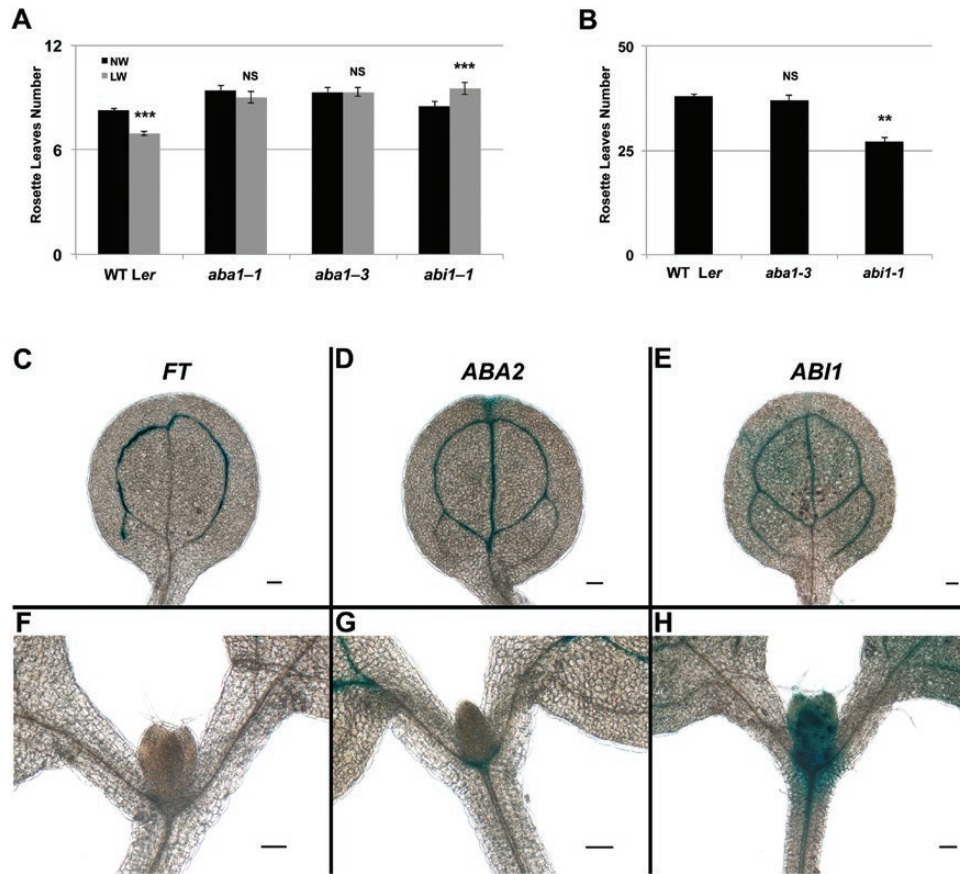 A
Rosette Leaves Number
12
6
0
NW
LW
***
NS
NS
***
WT Ler
aba1–1
aba1–3
abi1–1
B
Rosette Leaves Number
50
25
0
NS
**
WT Ler
aba1-3
abi1-1
C
FT
D
ABA2
E
ABI1
F
G
H